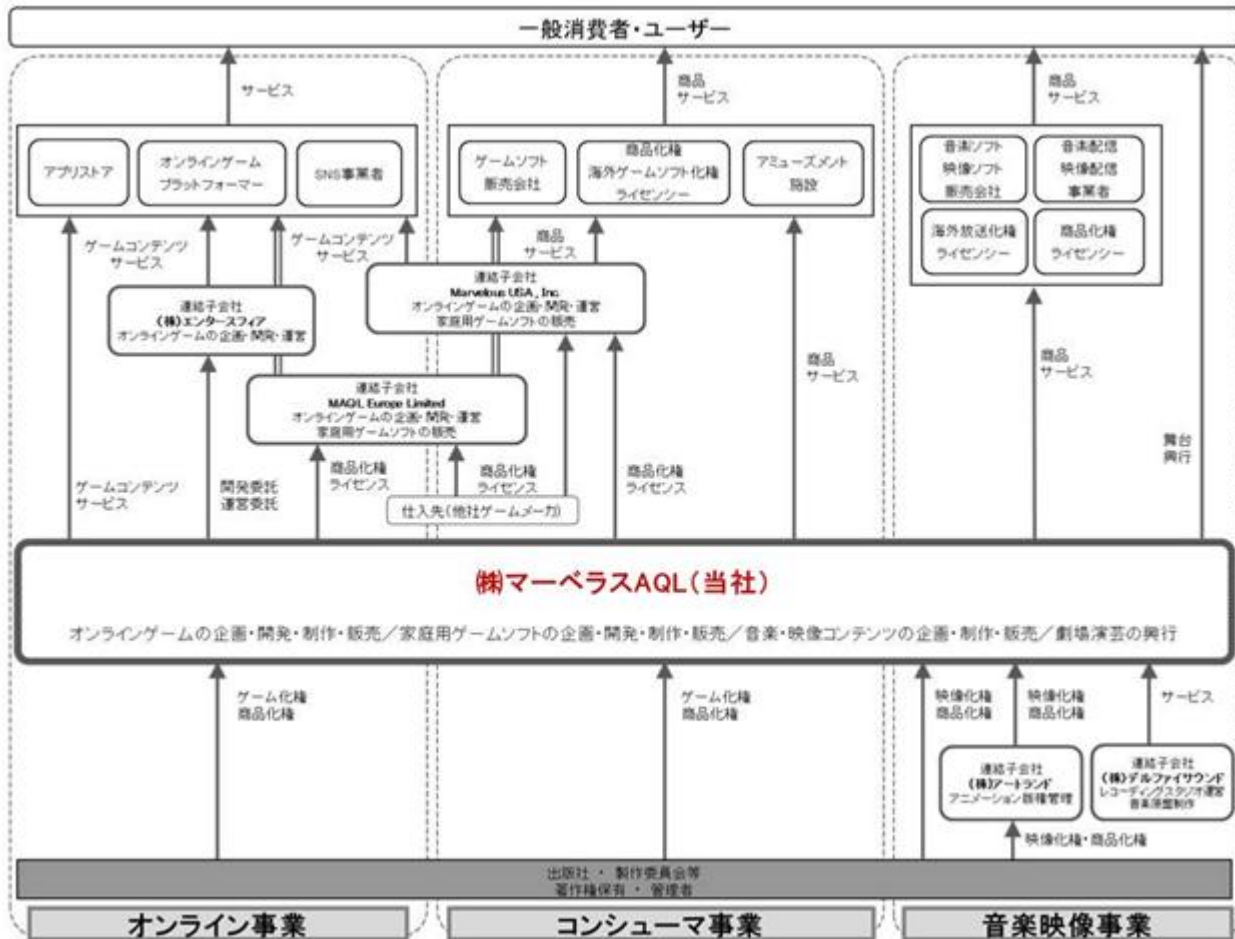 一般消費者・ユーザー
サービス
商品
サービス
商品
サービス
アプリストア
オンラインゲーム
プラットフォーマー
SNS事業者
ゲームソフト
販売会社
商品化権
海外ゲームソフト化権
ライセンシー
アミューズメント
施設
音楽ソフト
映像ソフト
販売会社
音楽配信
映像配信
事業者
海外放送化権
ライセンシー
商品化権
ライセンシー
ゲームコンテンツ
サービス
ゲームコンテンツ
サービス
商品
サービス
連結子会社
(株)エンタースフィア
オンラインゲームの企画・開発・運営
連結子会社
Marvelous USA, Inc.
オンラインゲームの企画・開発・運営
家庭用ゲームソフトの販売
連結子会社
MAQL Europe Limited
オンラインゲームの企画・開発・運営
家庭用ゲームソフトの販売
商品
サービス
商品
サービス
舞台
興行
ゲームコンテンツ
サービス
開発委託
運営委託
商品化権
ライセンス
商品化権
ライセンス
商品化権
ライセンス
仕入先(他社ゲームメーカ)
㈱マーベラスAQL(当社)
オンラインゲームの企画・開発・制作・販売/家庭用ゲームソフトの企画・開発・制作・販売/音楽・映像コンテンツの企画・制作・販売/劇場演芸の興行
ゲーム化権
商品化権
ゲーム化権
商品化権
映像化権
商品化権
映像化権
商品化権
サービス
連結子会社
(株)アートランド
アニメーション版権管理
連結子会社
(株)デルファイサウンド
レコーディングスタジオ運営
音楽原盤制作
映像化権・商品化権
出版社 ・ 製作委員会等
著作権保有 ・ 管理者
オンライン事業
コンシューマ事業
音楽映像事業